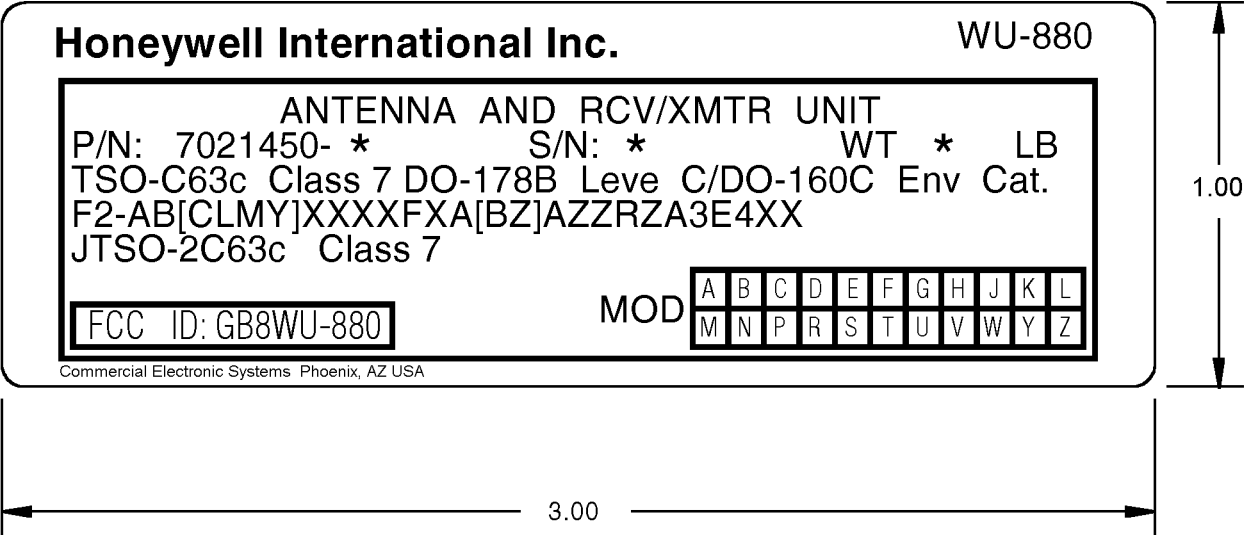 Honeywell International Inc. WU-880
ANTENNA AND RCV/XMTR UNIT
P/N: 7021450- * S/N: * WT * LB
TSO-C63c Class 7 DO-178B Leve C/DO-160C Env Cat.
F2-AB[CLMY]XXXXFXA[BZ]AZZRZA3E4XX
JTSO-2C63c Class 7
MOD
A B C D E F G H J K L
M N P R S T U V W Y Z
FCC ID: GB8WU-880
Commercial Electronic Systems Phoenix, AZ USA
1.00
3.00